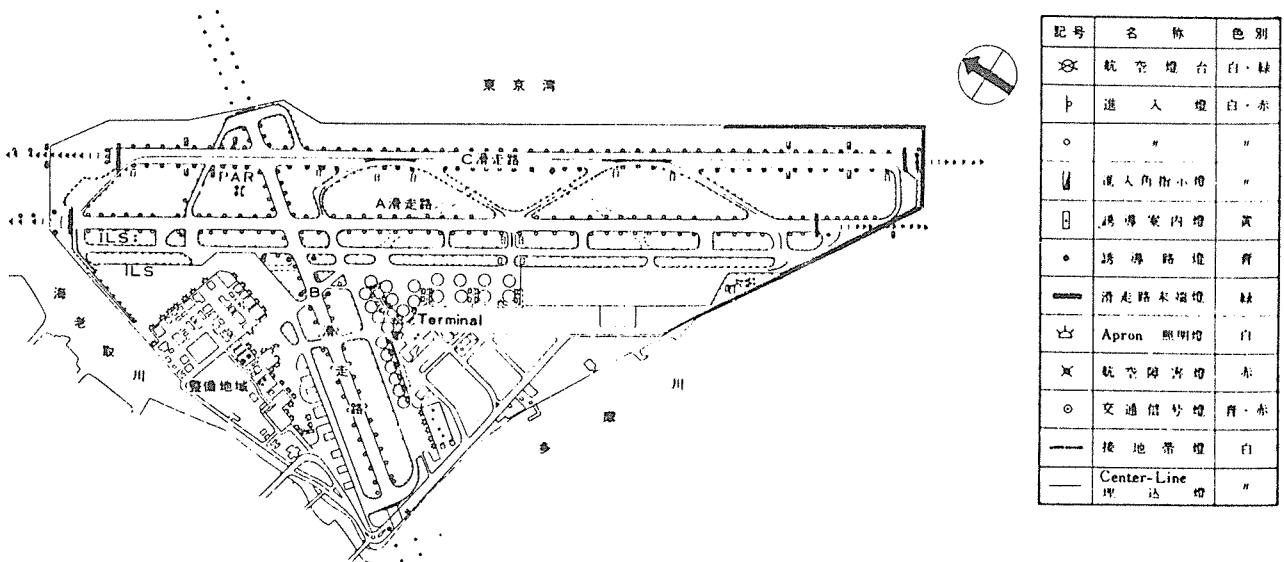 東京湾
C滑走路
PAR
A滑走路
ILS
ILS
B滑走路
Terminal
海老取川
整備地域
多摩川
記号 名称 色別
航空燈台 白・緑
進入燈 白・赤
〃 〃
進入角指示燈 〃
誘導案内燈 黄
誘導路燈 青
滑走路末端燈 緑
Apron 照明燈 白
航空障害燈 赤
交通信号燈 青・赤
接地帯燈 白
Center-Line
埋込燈 〃